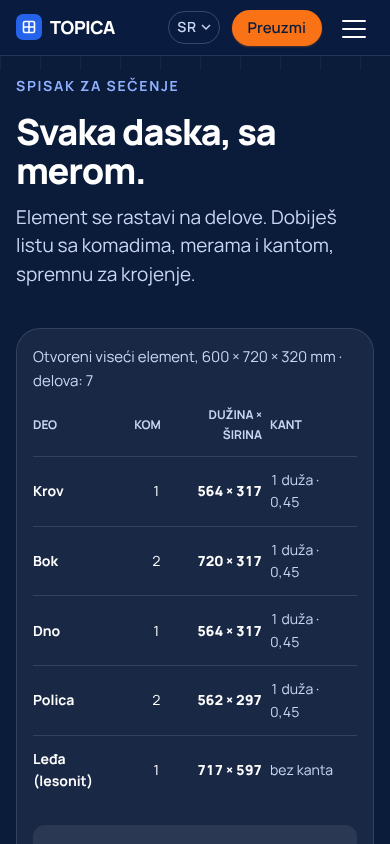 TOPICA
SR
Preuzmi
SPISAK ZA SEČENJE
Svaka daska, sa
merom.
Element se rastavi na delove. Dobiješ
listu sa komadima, merama i kantom,
spremnu za krojenje.
Otvoreni viseći element, 600 × 720 × 320 mm ·
delova: 7
DEO KOM DUŽINA × ŠIRINA KANT
Krov 1 564 × 317 1 duža · 0,45
Bok 2 720 × 317 1 duža · 0,45
Dno 1 564 × 317 1 duža · 0,45
Polica 2 562 × 297 1 duža · 0,45
Leđa (lesonit) 1 717 × 597 bez kanta